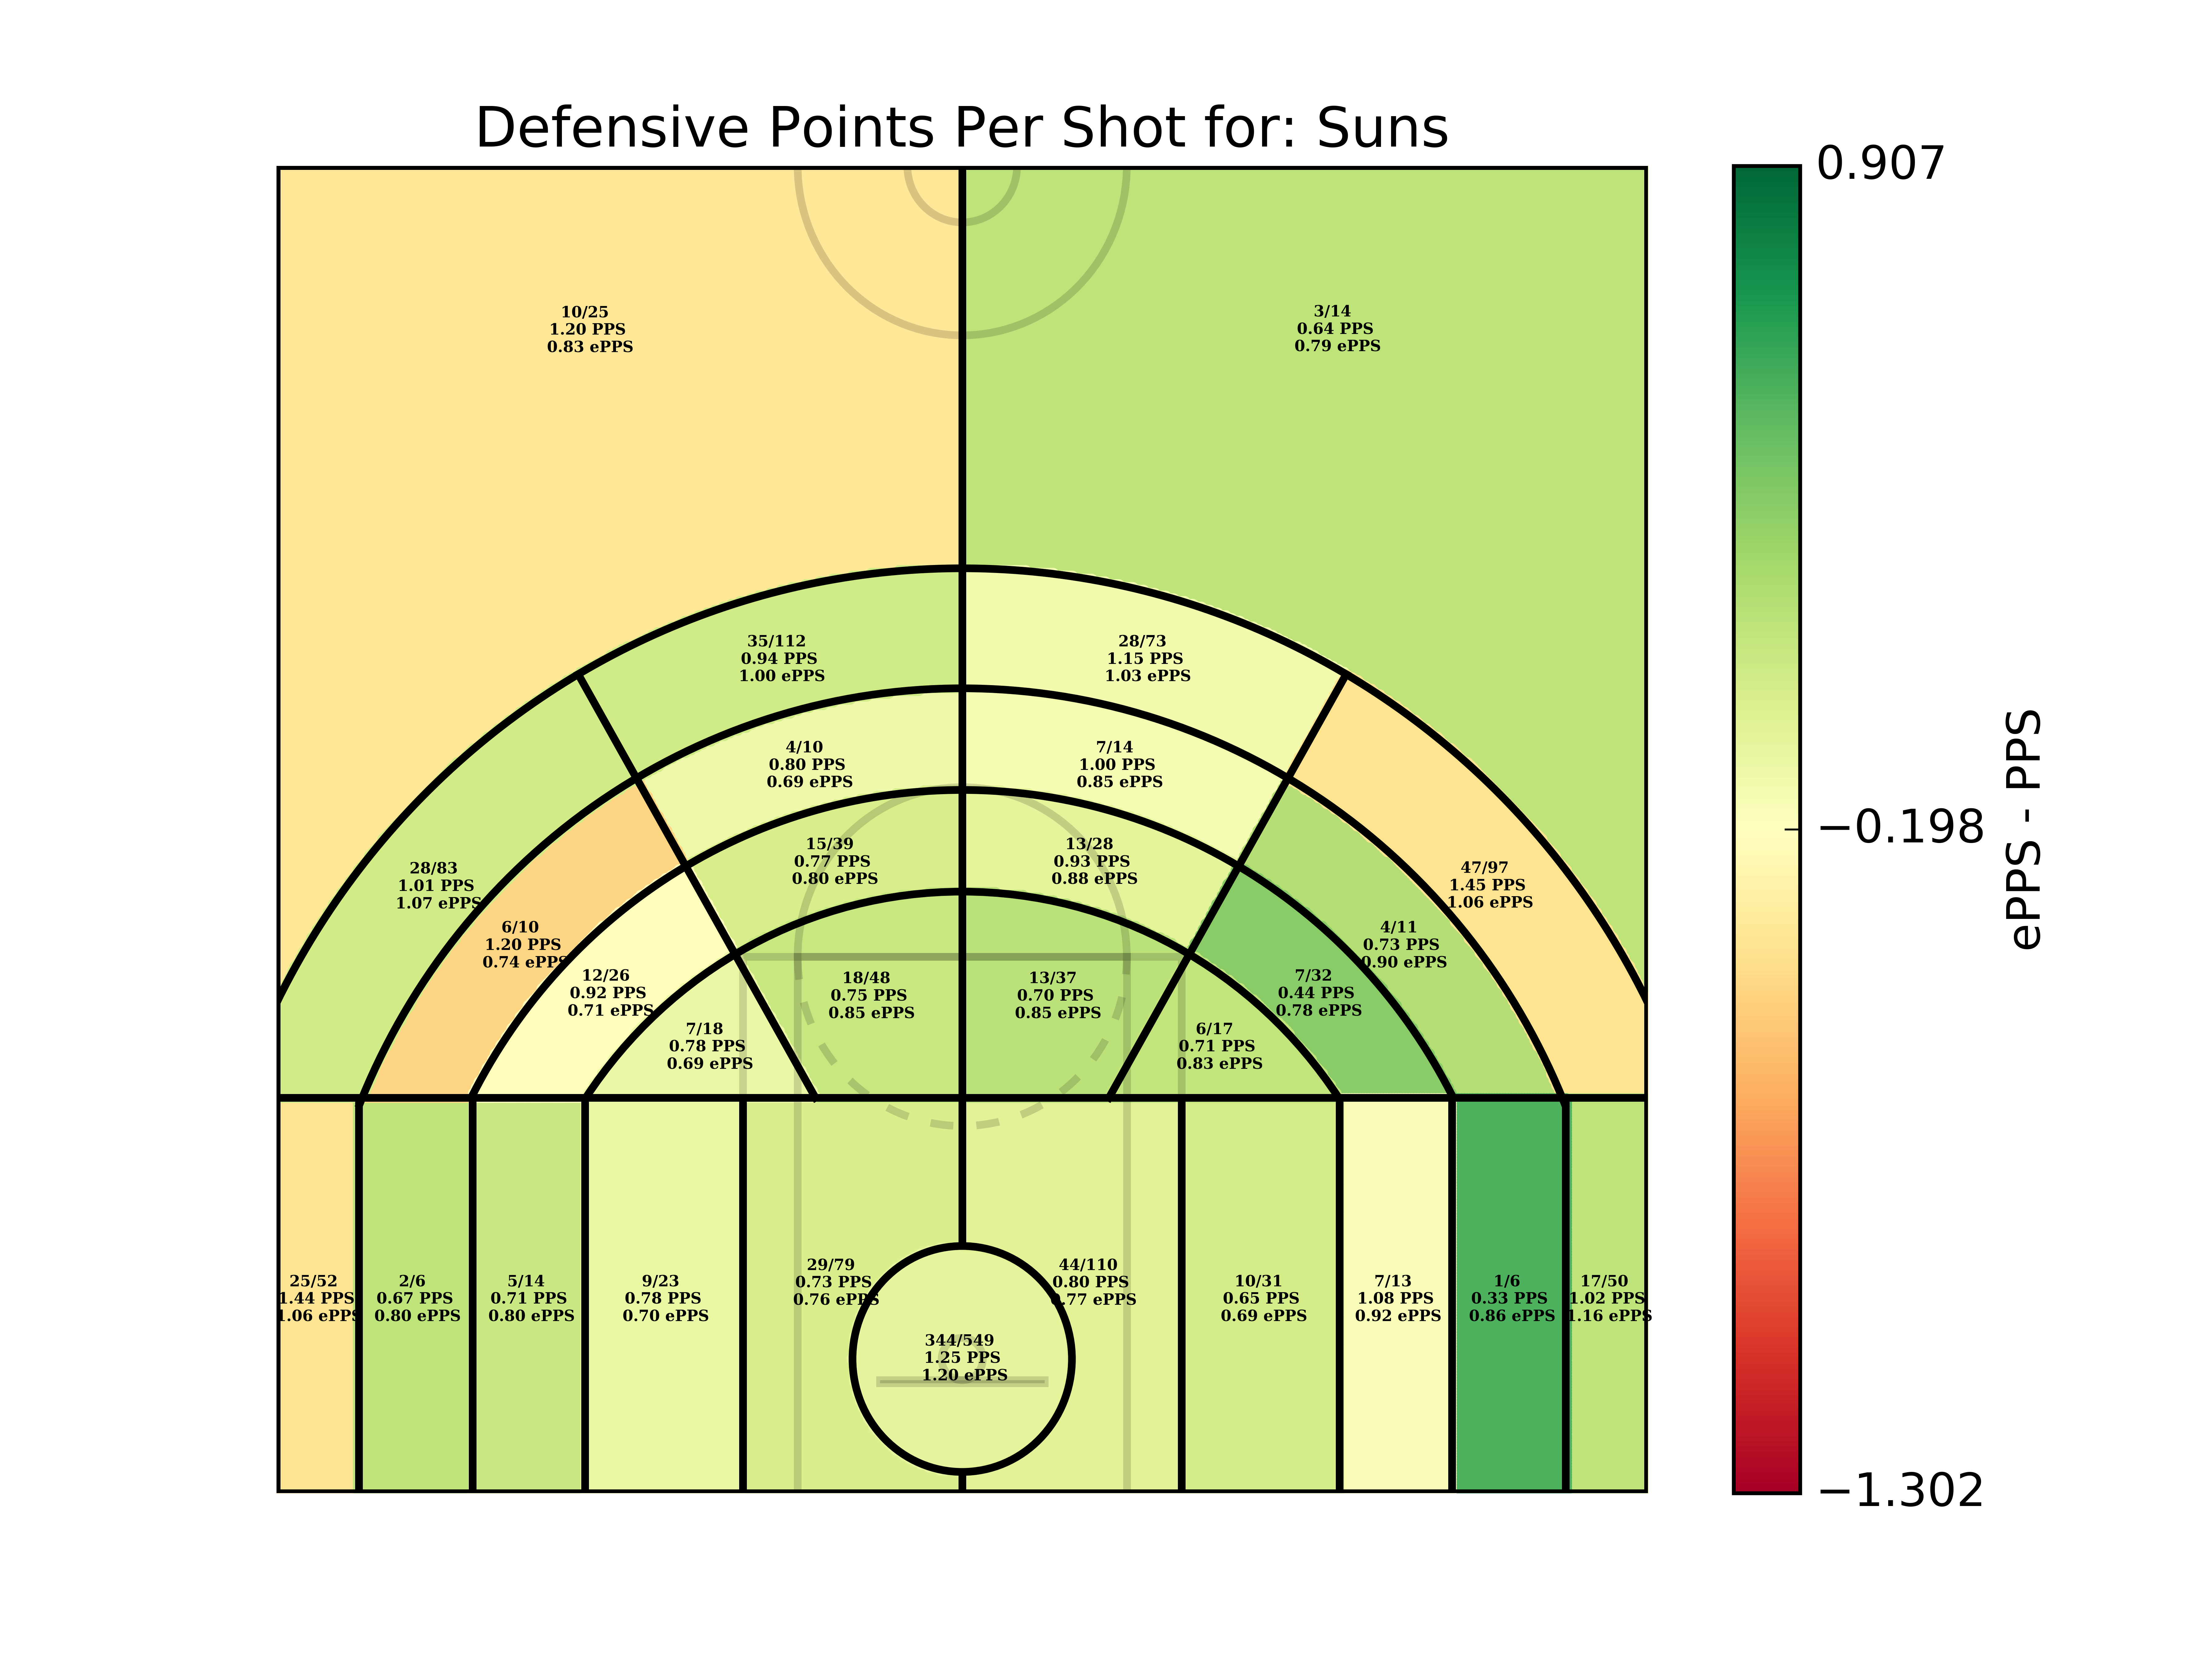 Defensive Points Per Shot for: Suns
10/25
1.20 PPS
0.83 ePPS
3/14
0.64 PPS
0.79 ePPS
35/112
0.94 PPS
1.00 ePPS
28/73
1.15 PPS
1.03 ePPS
4/10
0.80 PPS
0.69 ePPS
7/14
1.00 PPS
0.85 ePPS
15/39
0.77 PPS
0.80 ePPS
13/28
0.93 PPS
0.88 ePPS
28/83
1.01 PPS
1.07 ePPS
47/97
1.45 PPS
1.06 ePPS
6/10
1.20 PPS
0.74 ePPS
4/11
0.73 PPS
0.90 ePPS
12/26
0.92 PPS
0.71 ePPS
18/48
0.75 PPS
0.85 ePPS
13/37
0.70 PPS
0.85 ePPS
7/32
0.44 PPS
0.78 ePPS
7/18
0.78 PPS
0.69 ePPS
6/17
0.71 PPS
0.83 ePPS
25/52
1.44 PPS
1.06 ePPS
2/6
0.67 PPS
0.80 ePPS
5/14
0.71 PPS
0.80 ePPS
9/23
0.78 PPS
0.70 ePPS
29/79
0.73 PPS
0.76 ePPS
44/110
0.80 PPS
0.77 ePPS
10/31
0.65 PPS
0.69 ePPS
7/13
1.08 PPS
0.92 ePPS
1/6
0.33 PPS
0.86 ePPS
17/50
1.02 PPS
1.16 ePPS
344/549
1.25 PPS
1.20 ePPS
0.907
−0.198
−1.302
ePPS - PPS